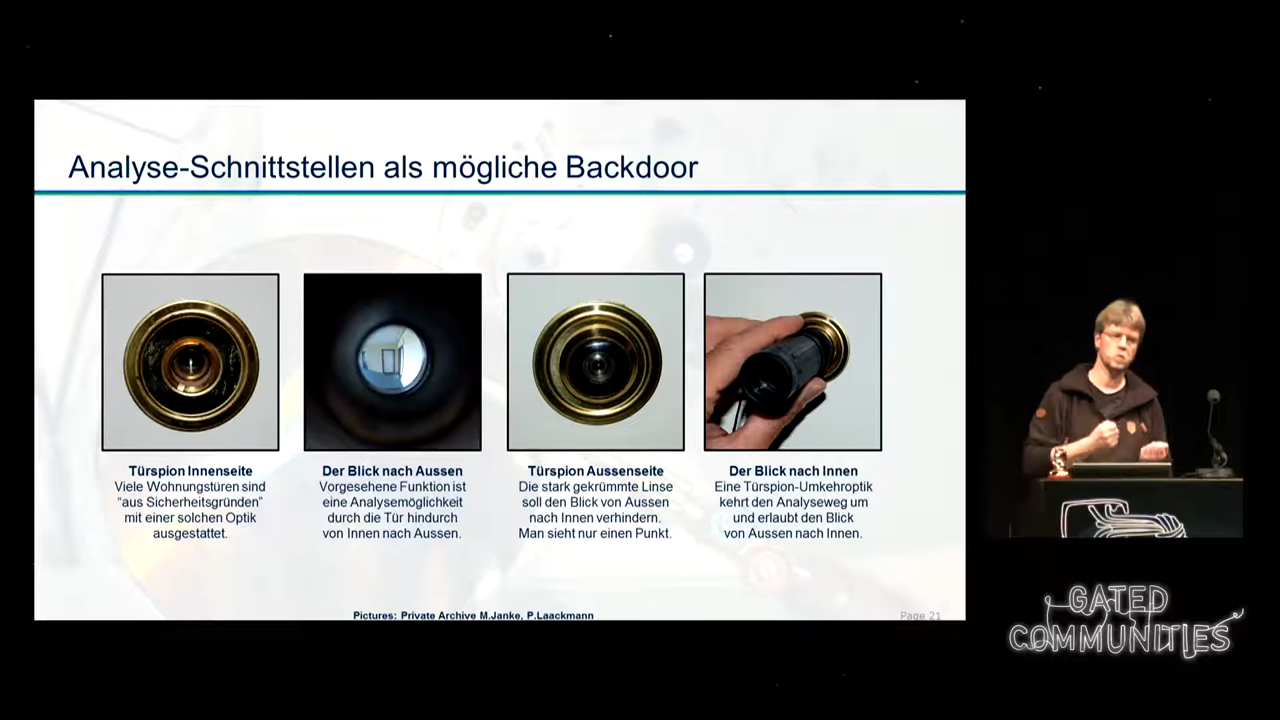 Analyse-Schnittstellen als mögliche Backdoor
Türspion Innenseite
Viele Wohnungstüren sind
“aus Sicherheitsgründen”
mit einer solchen Optik
ausgestattet.
Der Blick nach Aussen
Vorgesehene Funktion ist
eine Analysemöglichkeit
durch die Tür hindurch
von Innen nach Aussen.
Türspion Aussenseite
Die stark gekrümmte Linse
soll den Blick von Aussen
nach Innen verhindern.
Man sieht nur einen Punkt.
Der Blick nach Innen
Eine Türspion-Umkehroptik
kehrt den Analyseweg um
und erlaubt den Blick
von Aussen nach Innen.
Pictures: Private Archive M.Janke, P.Laackmann
Page 21
GATED
COMMUNITIES